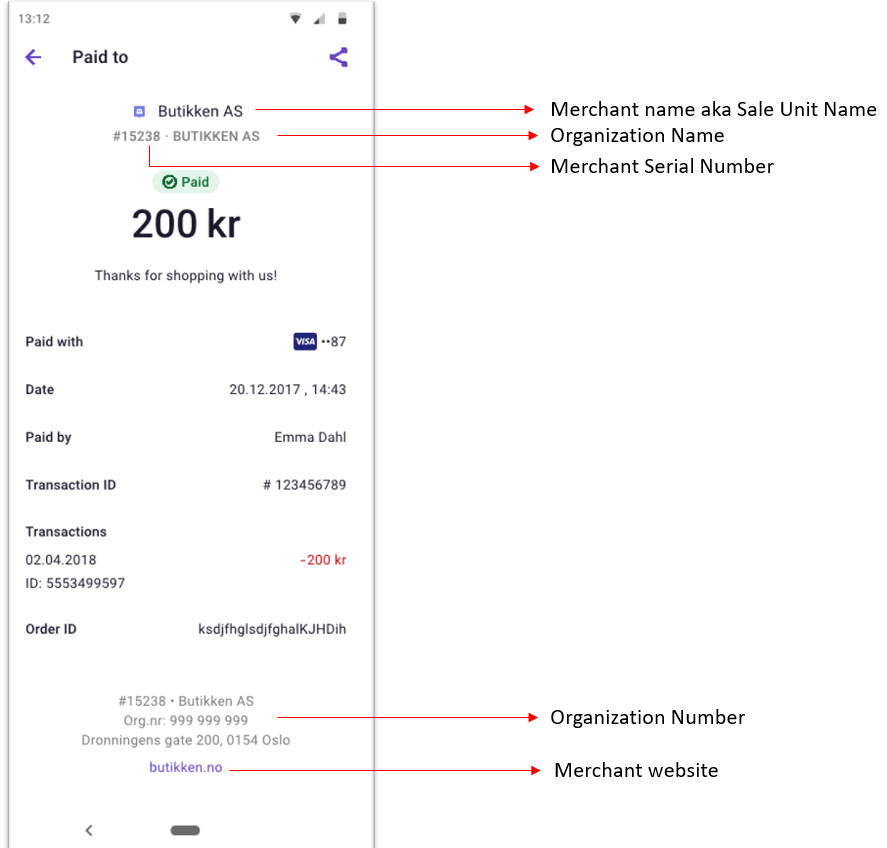 13:12
Paid to
Butikken AS
Merchant name aka Sale Unit Name
#15238 · BUTIKKEN AS
Organization Name
Merchant Serial Number
Paid
200 kr
Thanks for shopping with us!
Paid with VISA ··87
Date 20.12.2017 , 14:43
Paid by Emma Dahl
Transaction ID # 123456789
Transactions
02.04.2018 -200 kr
ID: 5553499597
Order ID ksdjfhglsdjfghalKJHDih
#15238 • Butikken AS
Org.nr: 999 999 999
Organization Number
Dronningens gate 200, 0154 Oslo
butikken.no
Merchant website